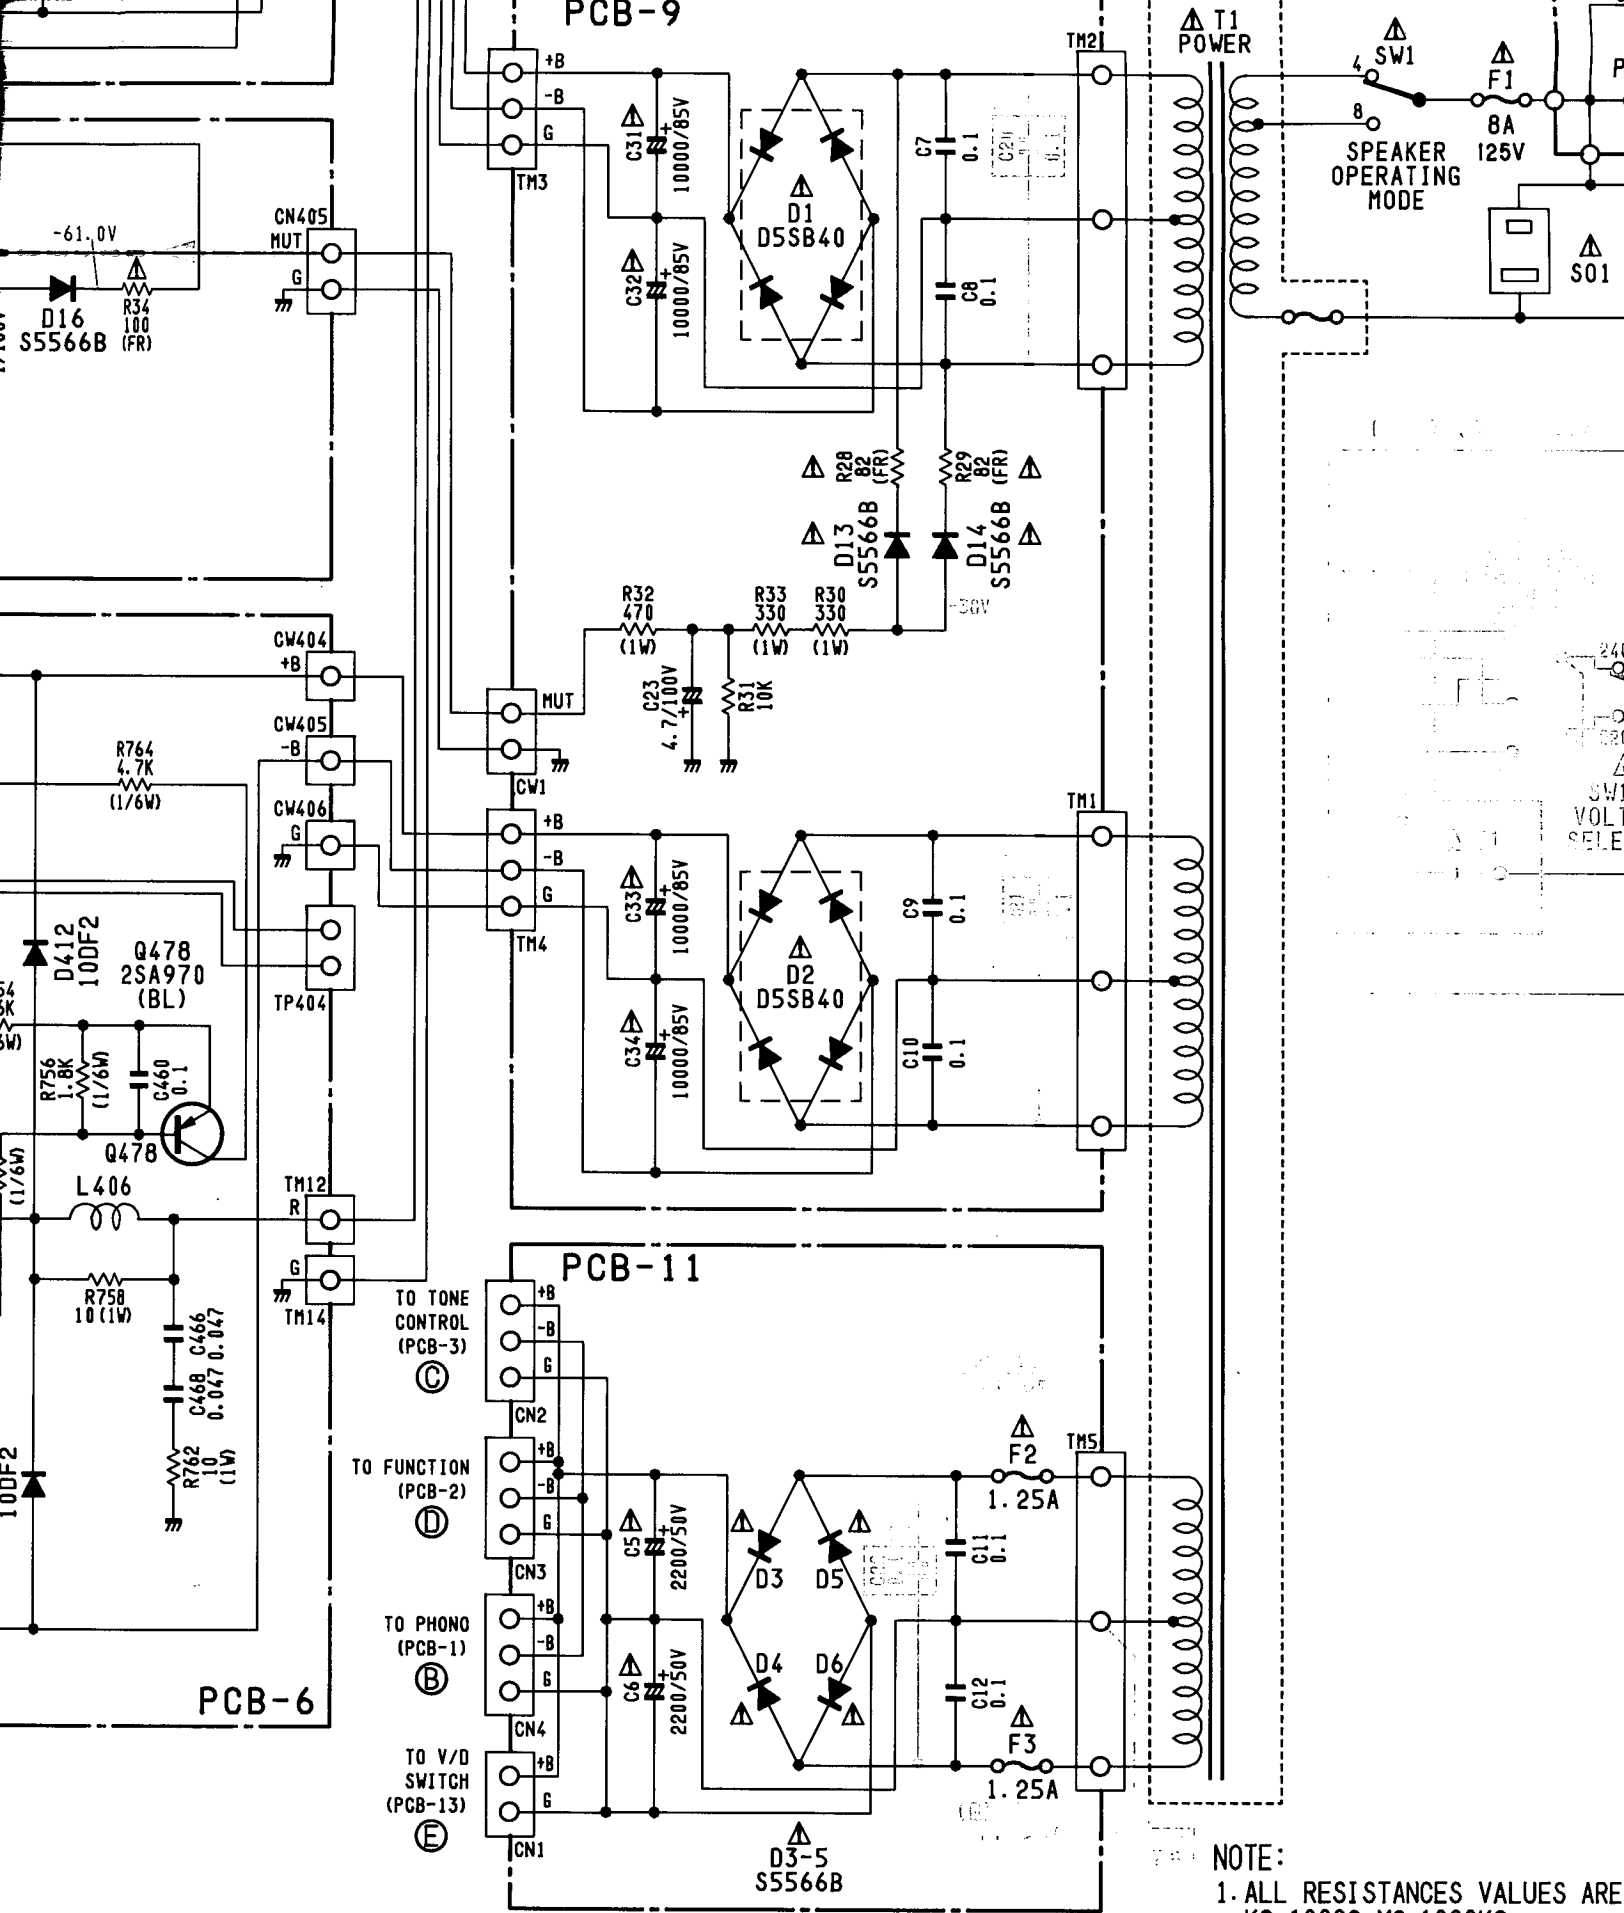 PCB-9
TM2
T1
POWER
SW1
4
F1
8
8A
125V
SPEAKER
OPERATING
MODE
S01
+B
-B
G
TM3
C31
10000/85V
+
C32
10000/85V
+
D1
D5SB40
C7
0.1
C8
0.1
CN405
MUT
G
-61.0V
D16
S5566B
R34
100
(FR)
R28
82
(FR)
R29
82
(FR)
D13
S5566B
D14
S5566B
-30V
R32
470
(1W)
R33
330
(1W)
R30
330
(1W)
C23
4.7/100V
+
R31
10K
MUT
CW1
CW404
+B
CW405
-B
CW406
G
R764
4.7K
(1/6W)
TP404
D412
10DF2
Q478
2SA970
(BL)
R756
1.8K
(1/6W)
C460
0.1
Q478
(1/6W)
L406
TM12
R
G
TM14
R758
10(1W)
C466
0.047
C468
0.047
R762
10
(1W)
10DF2
PCB-6
+B
-B
G
TM4
C33
10000/85V
+
C34
10000/85V
+
D2
D5SB40
C9
0.1
C10
0.1
TM1
PCB-11
TO TONE
CONTROL
(PCB-3)
C
+B
-B
G
CN2
TO FUNCTION
(PCB-2)
D
+B
-B
G
CN3
TO PHONO
(PCB-1)
B
+B
-B
G
CN4
TO V/D
SWITCH
(PCB-13)
E
+B
G
CN1
C5
2200/50V
+
C6
2200/50V
+
D3
D5
D4
D6
D3-5
S5566B
C11
0.1
C12
0.1
F2
1.25A
F3
1.25A
TM5
NOTE:
1. ALL RESISTANCES VALUES ARE